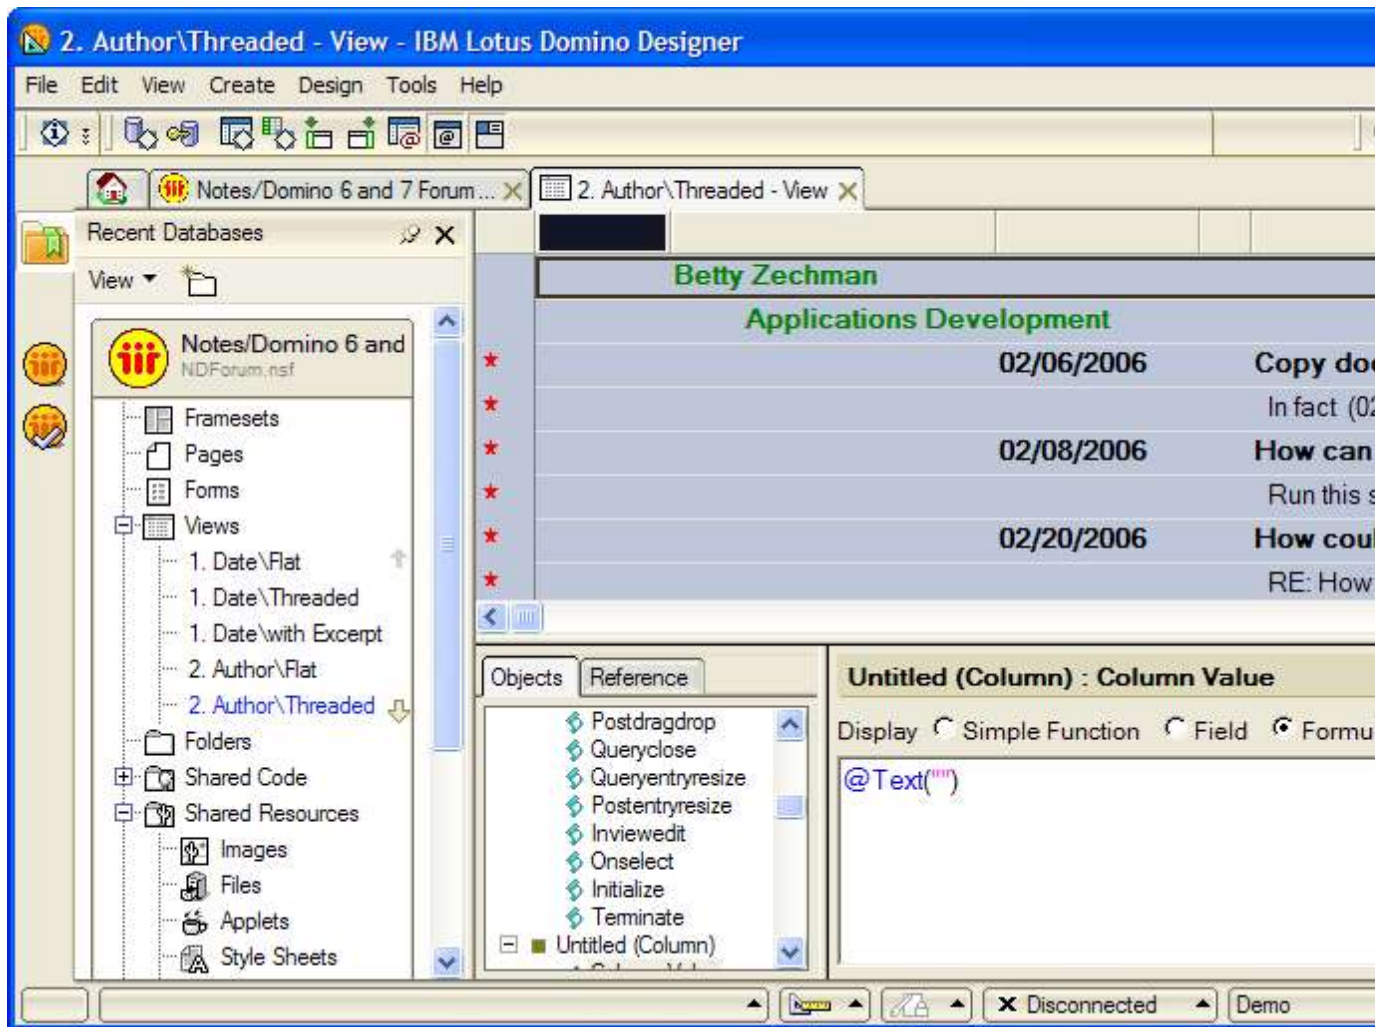 2. Author\Threaded - View - IBM Lotus Domino Designer
File Edit View Create Design Tools Help
Notes/Domino 6 and 7 Forum ... 2. Author\Threaded - View
Recent Databases
View
Notes/Domino 6 and
NDForum.nsf
Framesets
Pages
Forms
Views
1. Date\Flat
1. Date\Threaded
1. Date\with Excerpt
2. Author\Flat
2. Author\Threaded
Folders
Shared Code
Shared Resources
Images
Files
Applets
Style Sheets
Betty Zechman
Applications Development
02/06/2006 Copy doc
In fact (02
02/08/2006 How can
Run this s
02/20/2006 How coul
RE: How
Objects Reference
Postdragdrop
Queryclose
Queryentryresize
Postentryresize
Inviewedit
Onselect
Initialize
Terminate
Untitled (Column)
Untitled (Column) : Column Value
Display Simple Function Field Formu
@Text("")
Disconnected Demo